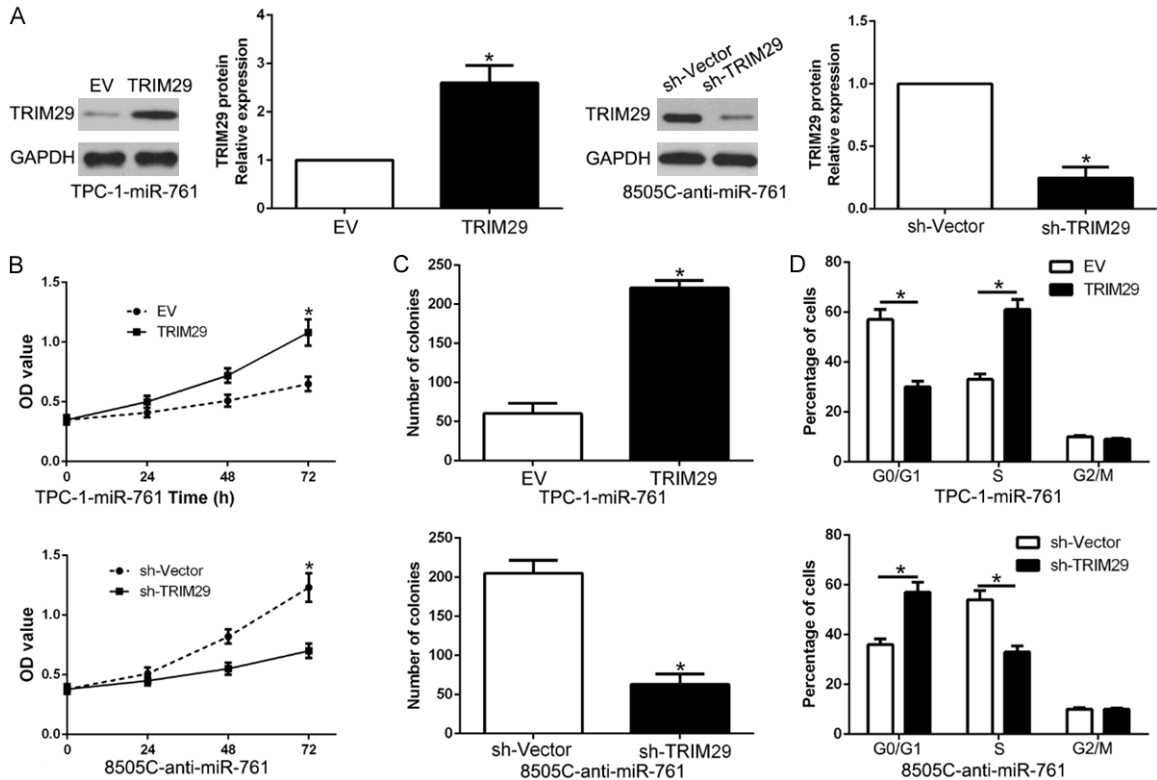 A
EV TRIM29
TRIM29
GAPDH
TPC-1-miR-761
TRIM29 protein
Relative expression
4
3
2
1
0
*
EV TRIM29
sh-Vector
sh-TRIM29
TRIM29
GAPDH
8505C-anti-miR-761
TRIM29 protein
Relative expression
1.5
1.0
0.5
0.0
*
sh-Vector sh-TRIM29
B
OD value
1.5
1.0
0.5
0.0
EV
TRIM29
*
0 24 48 72
TPC-1-miR-761 Time (h)
OD value
1.5
1.0
0.5
0.0
sh-Vector
sh-TRIM29
*
0 24 48 72
8505C-anti-miR-761
C
Number of colonies
250
200
150
100
50
0
*
EV TRIM29
TPC-1-miR-761
Number of colonies
250
200
150
100
50
0
*
sh-Vector sh-TRIM29
8505C-anti-miR-761
D
Percentage of cells
80
60
40
20
0
EV
TRIM29
* *
G0/G1 S G2/M
TPC-1-miR-761
Percentage of cells
80
60
40
20
0
sh-Vector
sh-TRIM29
* *
G0/G1 S G2/M
8505C-anti-miR-761